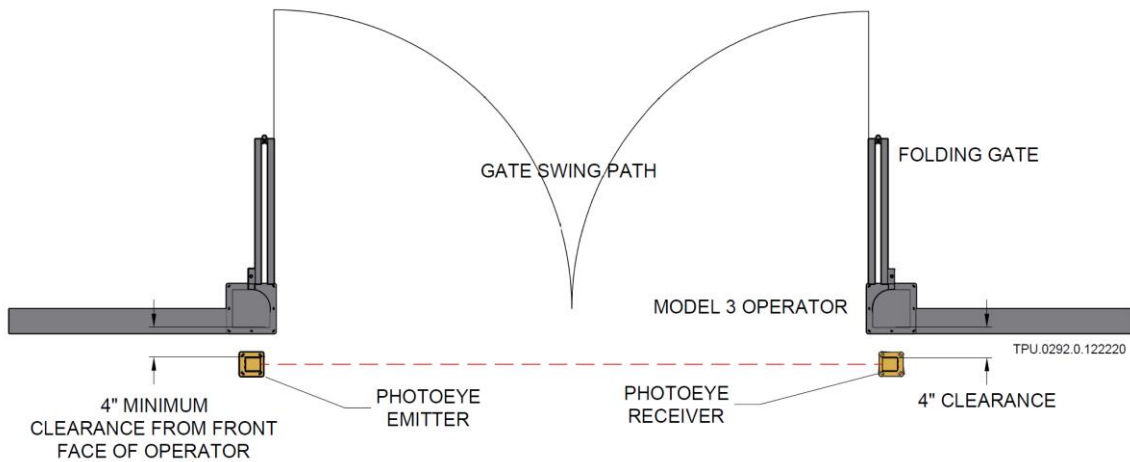 GATE SWING PATH
FOLDING GATE
MODEL 3 OPERATOR
TPU.0292.0.122220
4" MINIMUM
CLEARANCE FROM FRONT
FACE OF OPERATOR
PHOTOEYE
EMITTER
PHOTOEYE
RECEIVER
4" CLEARANCE